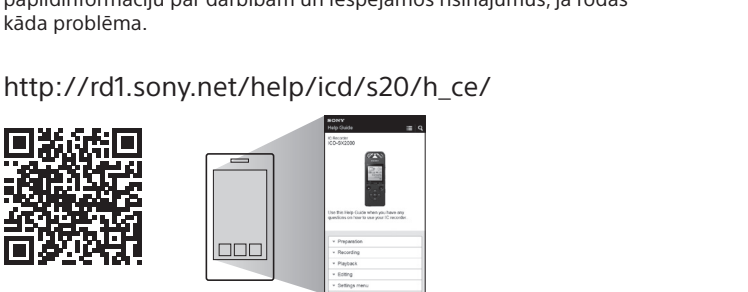 papildinformāciju par darbībām un iespējamos risinājumus, ja rodas
kāda problēma.
http://rd1.sony.net/help/icd/s20/h_ce/
SONY
Help Guide
IC Recorder
ICD-SX2000
Use this Help Guide when you have any
questions on how to use your IC recorder.
Preparation
Recording
Playback
Editing
Settings menu